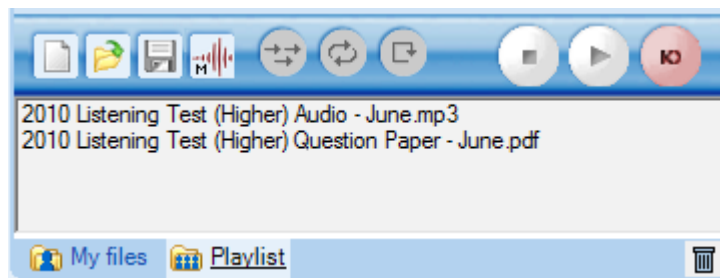 M
2010 Listening Test (Higher) Audio - June.mp3
2010 Listening Test (Higher) Question Paper - June.pdf
My files Playlist